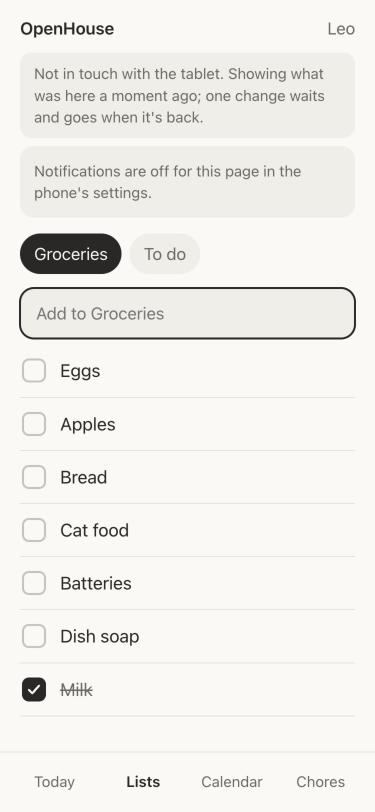 OpenHouse
Leo
Not in touch with the tablet. Showing what
was here a moment ago; one change waits
and goes when it's back.
Notifications are off for this page in the
phone's settings.
Groceries
To do
Add to Groceries
Eggs
Apples
Bread
Cat food
Batteries
Dish soap
Milk
Today
Lists
Calendar
Chores